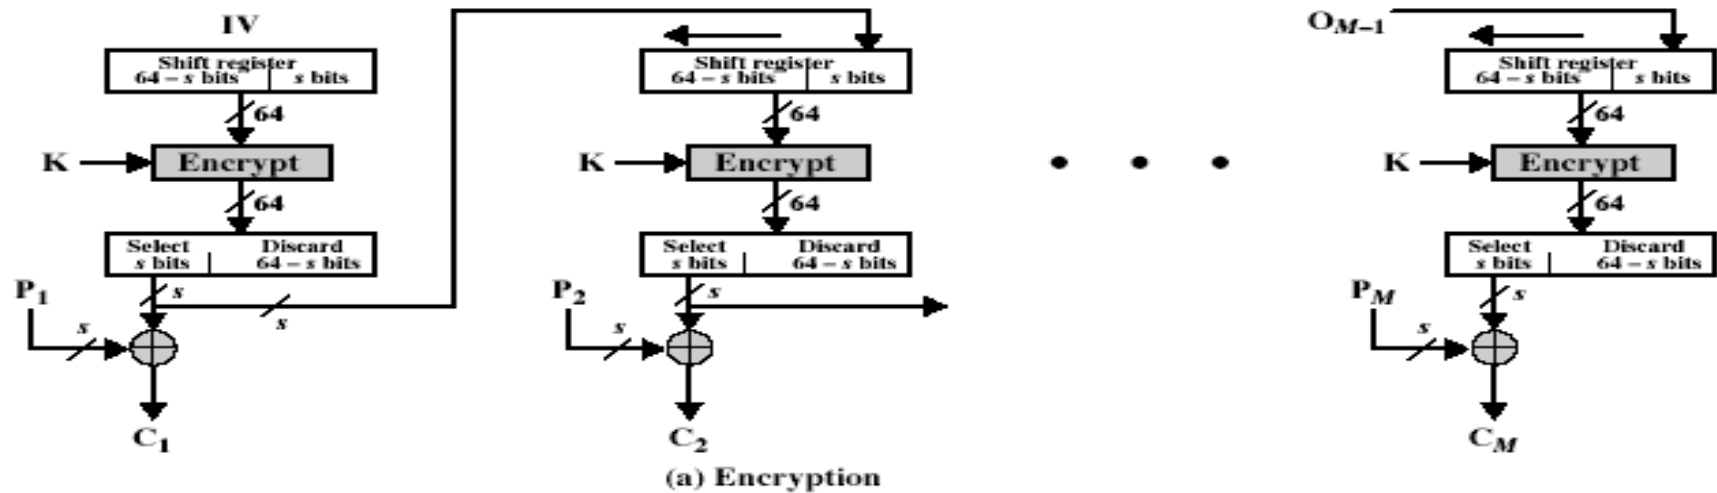 IV
Shift register
64 – s bits | s bits
64
K
Encrypt
64
Select Discard
s bits | 64 – s bits
P1
s
s
s
C1
Shift register
64 – s bits | s bits
64
K
Encrypt
64
Select Discard
s bits | 64 – s bits
P2
s
s
C2
• • •
OM–1
Shift register
64 – s bits | s bits
64
K
Encrypt
64
Select Discard
s bits | 64 – s bits
PM
s
s
CM
(a) Encryption